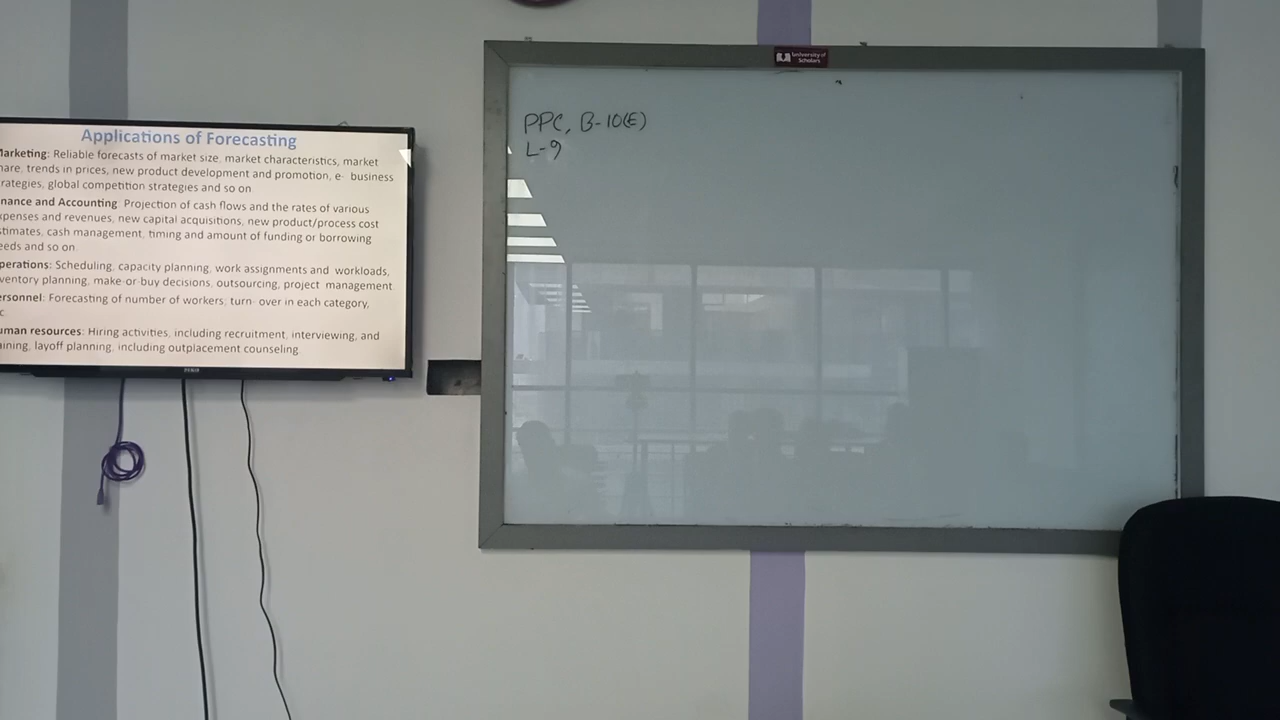 Applications of Forecasting
arketing: Reliable forecasts of market size, market characteristics, market
are, trends in prices, new product development and promotion, e- business
rategies, global competition strategies and so on
nance and Accounting: Projection of cash flows and the rates of various
xpenses and revenues, new capital acquisitions, new product/process cost
stimates, cash management, timing and amount of funding or borrowing
eeds and so on.
perations: Scheduling, capacity planning, work assignments and workloads,
ventory planning, make-or-buy decisions, outsourcing, project management
ersonnel: Forecasting of number of workers; turn over in each category,
c
uman resources: Hiring activities, including recruitment, interviewing, and
aining, layoff planning, including outplacement counseling
University of
Scholars
PPC, B-10(E)
L-9